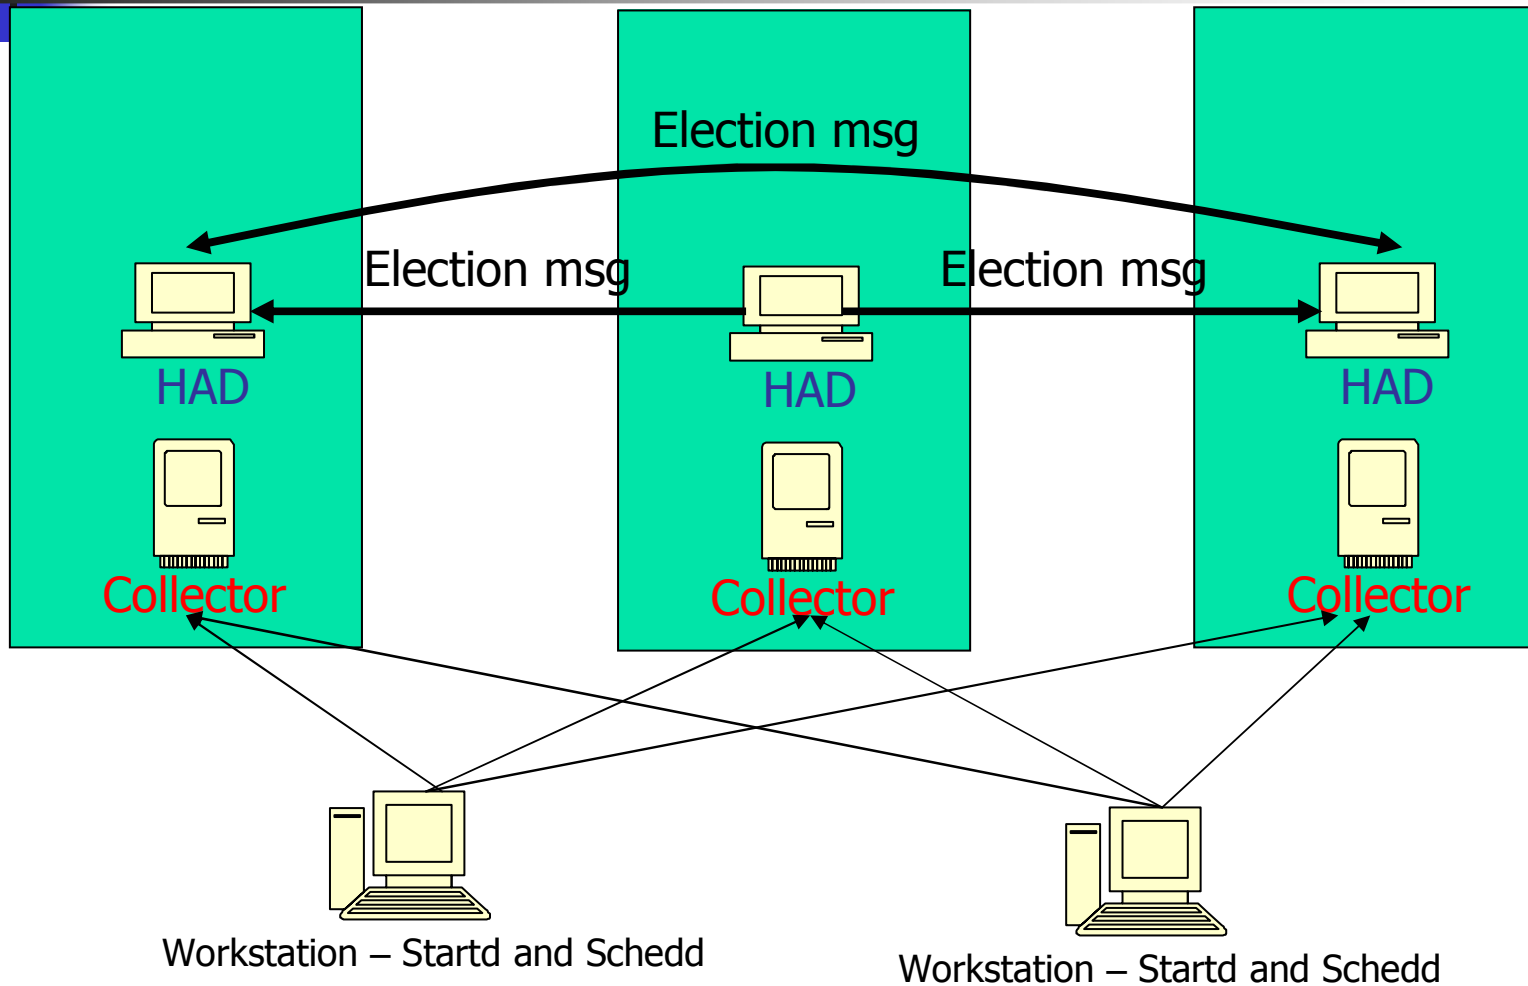 Election msg
Election msg
Election msg
HAD
HAD
HAD
Collector
Collector
Collector
Workstation – Startd and Schedd
Workstation – Startd and Schedd